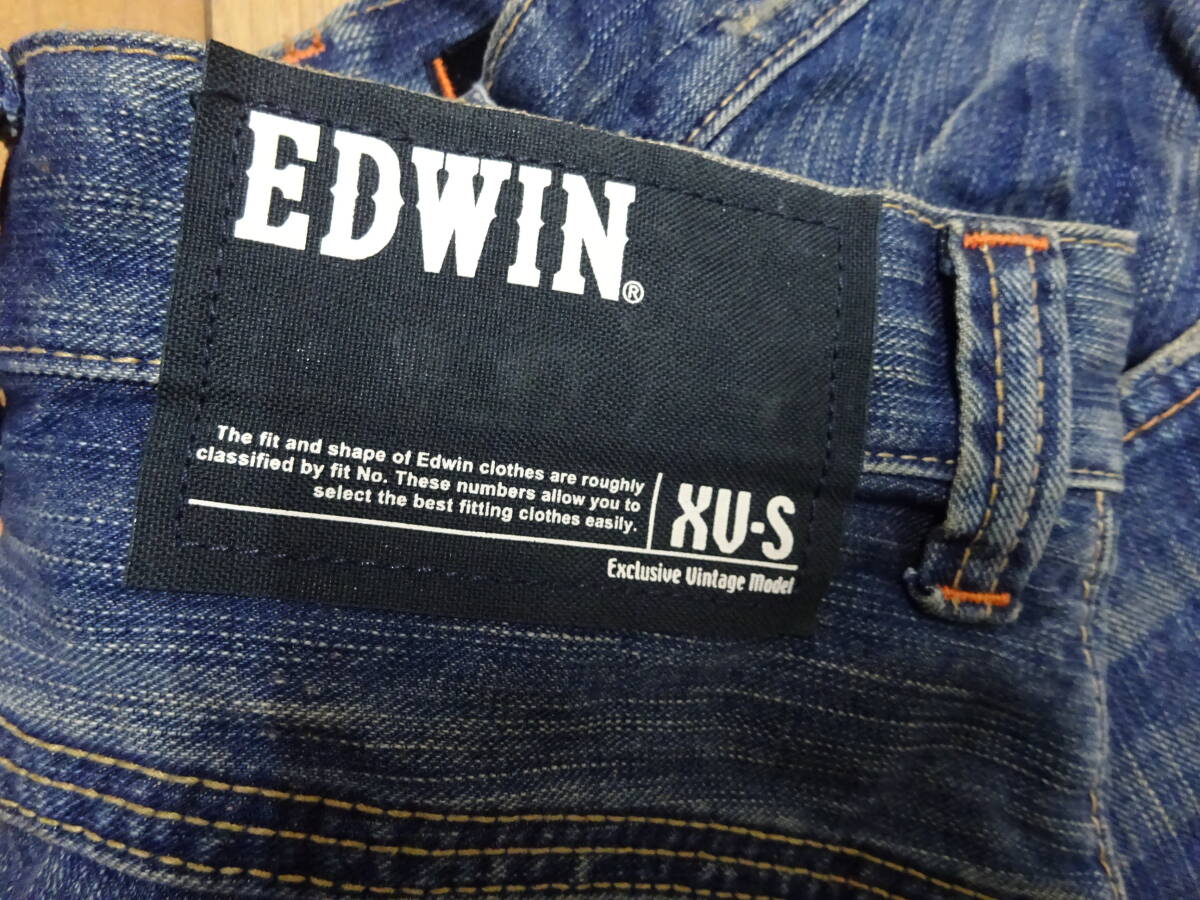 EDWIN®
The fit and shape of Edwin clothes are roughly
classified by fit No. These numbers allow you to
select the best fitting clothes easily.
XV-S
Exclusive Vintage Model